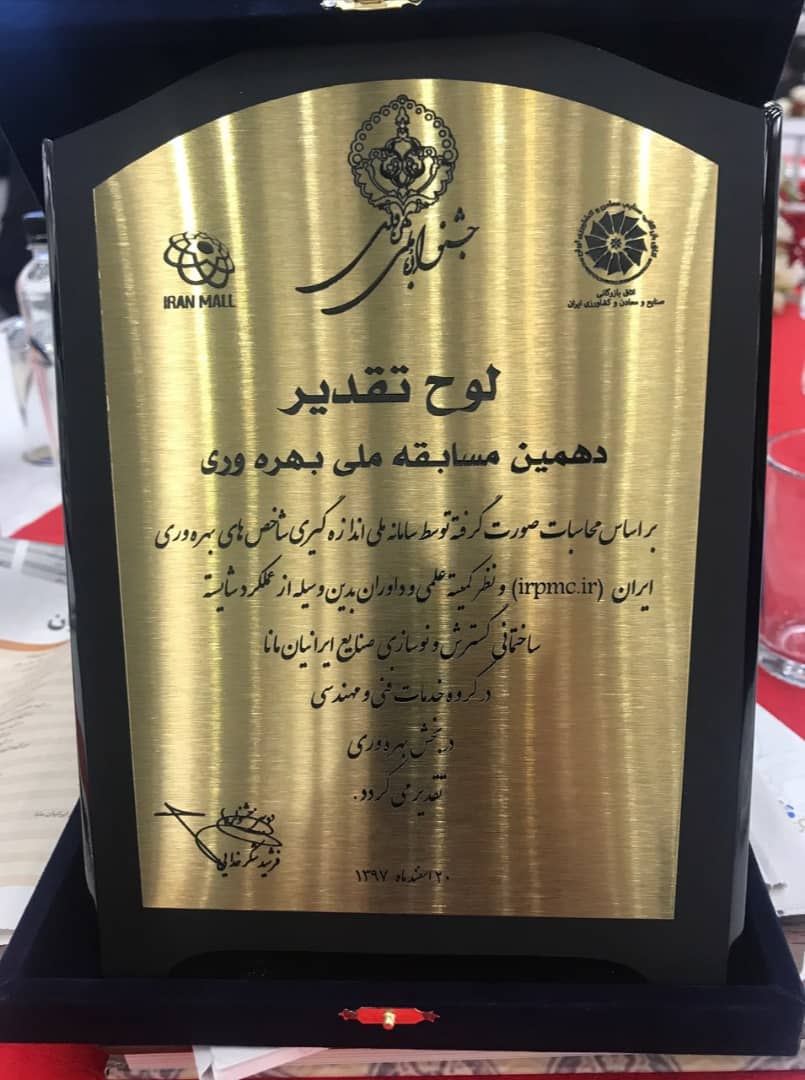 جشنواره ملی بهره وری
IRAN MALL
اتاق بازرگانی
صنایع و معادن و کشاورزی ایران
لوح تقدیر
دهمین مسابقه ملی بهره وری
بر اساس محاسبات صورت گرفته توسط سامانه ملی اندازه گیری شاخص های بهره وری
ایران (irpmc.ir) و نظر کمیته علمی و داوران بدین وسیله از عملکرد شایسته
ساختمانی گسترش و نوسازی صنایع ایرانیان مانا
در گروه خدمات فنی و مهندسی
در بخش بهره وری
تقدیر می گردد.
فرشید شکرخدایی
۲۰ اسفند ماه ۱۳۹۷